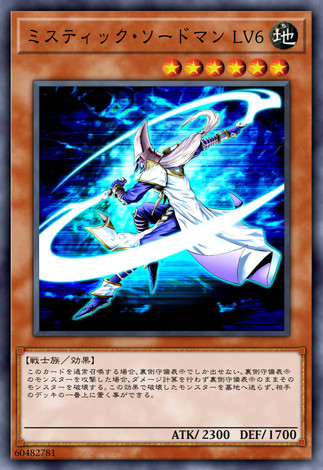 ミスティック・ソードマン LV6
地
【戦士族／効果】
このカードを通常召喚する場合、裏側守備表示でしか出せない。裏側守備表示
のモンスターを攻撃した場合、ダメージ計算を行わず裏側守備表示のままその
モンスターを破壊する。この効果で破壊したモンスターを墓地へ送らず、相手
のデッキの一番上に置く事ができる。
ATK/2300 DEF/1700
60482781